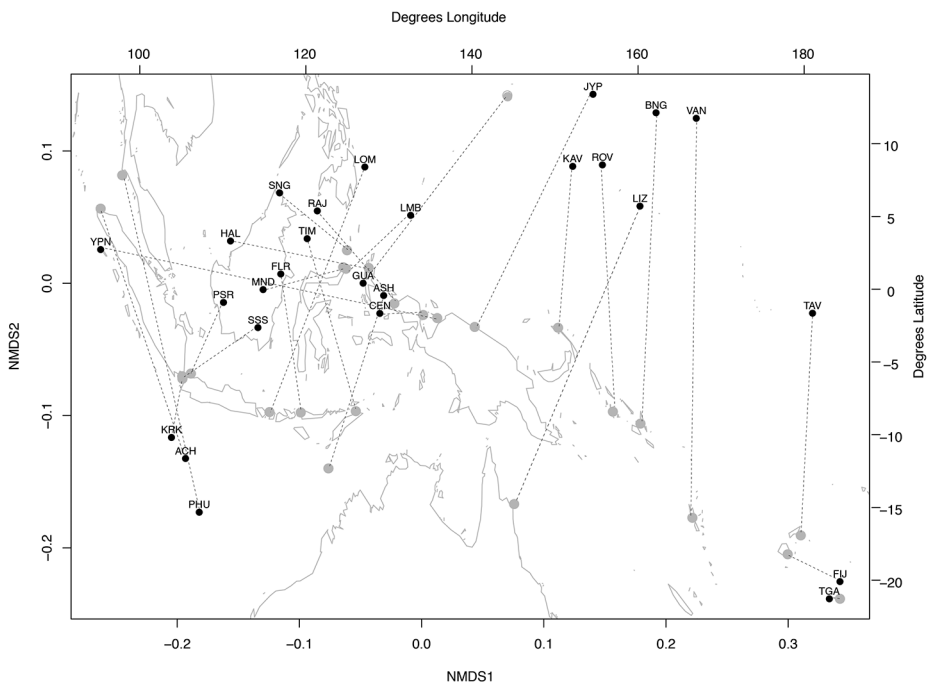 Degrees Longitude
100 120 140 160 180
JYP
BNG
VAN
0.1
10
LOM
KAV ROV
SNG
RAJ
LIZ
LMB
5
TIM
HAL
YPN
FLR
GUA
0.0
MND
0
ASH
PSR
CEN
TAV
SSS
NMDS2
Degrees Latitude
−5
−0.1
KRK
−10
ACH
PHU
−15
−0.2
FIJ
−20
TGA
−0.2 −0.1 0.0 0.1 0.2 0.3
NMDS1